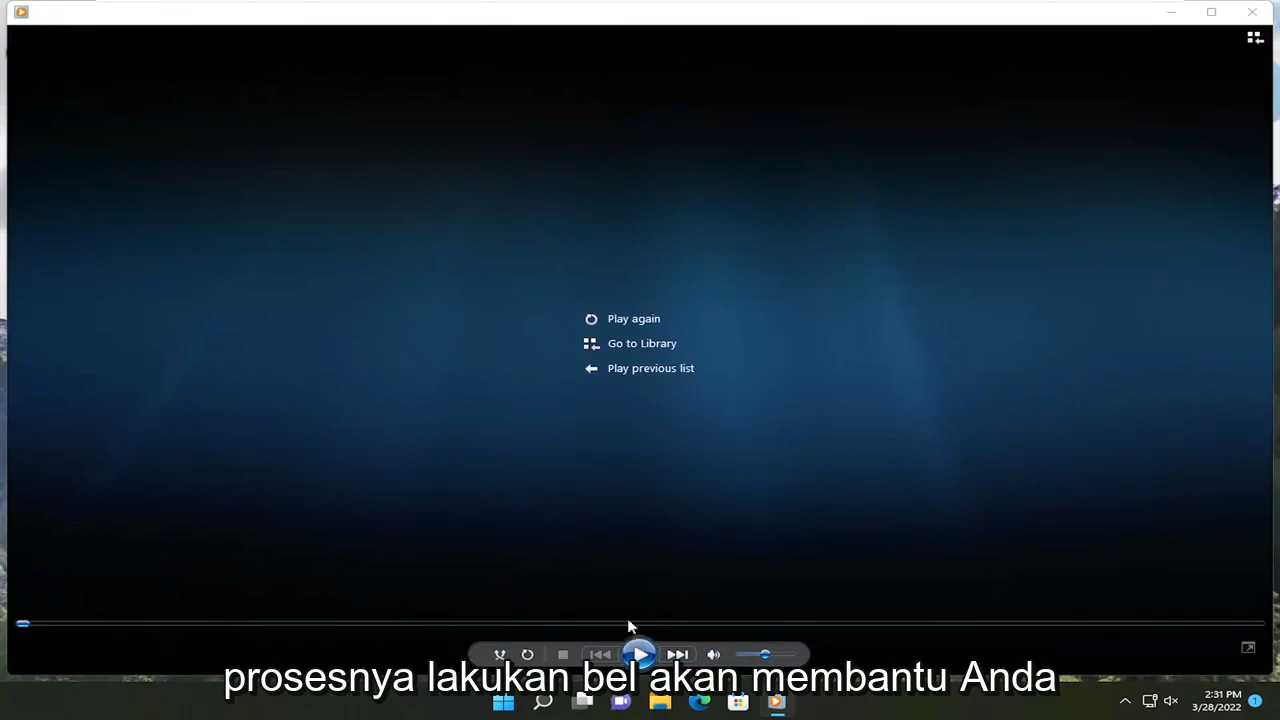 Play again
Go to Library
Play previous list
prosesnya lakukan bel akan membantu Anda
2:31 PM
3/28/2022
1